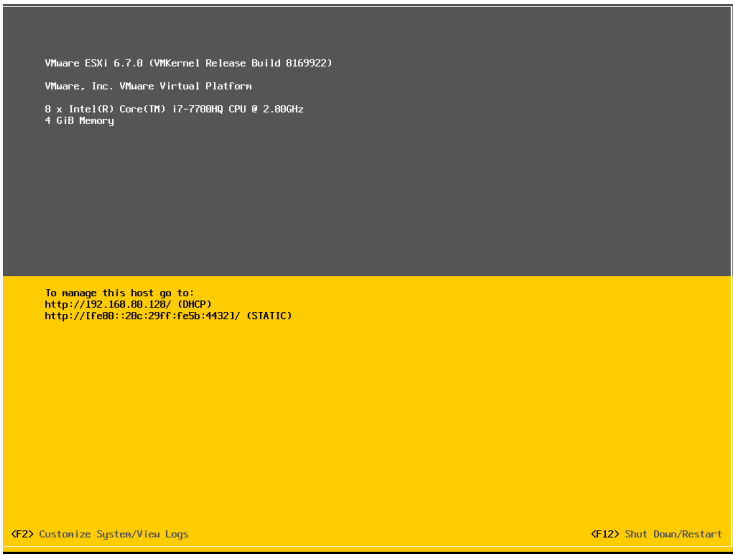 VMware ESXi 6.7.0 (VMKernel Release Build 8169922)
VMware, Inc. VMware Virtual Platform
8 x Intel(R) Core(TM) i7-7700HQ CPU @ 2.80GHz
4 GiB Memory
To manage this host go to:
http://192.168.80.128/ (DHCP)
http://[fe80::20c:29ff:fe5b:4432]/ (STATIC)
<F2> Customize System/View Logs
<F12> Shut Down/Restart